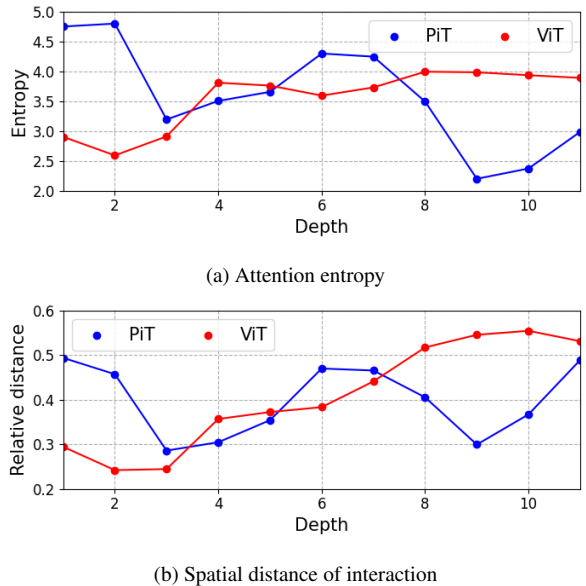 5.0
4.5
4.0
3.5
3.0
2.5
2.0
Entropy
PiT ViT
2 4 6 8 10
Depth
(a) Attention entropy
0.6
0.5
0.4
0.3
0.2
Relative distance
PiT ViT
2 4 6 8 10
Depth
(b) Spatial distance of interaction